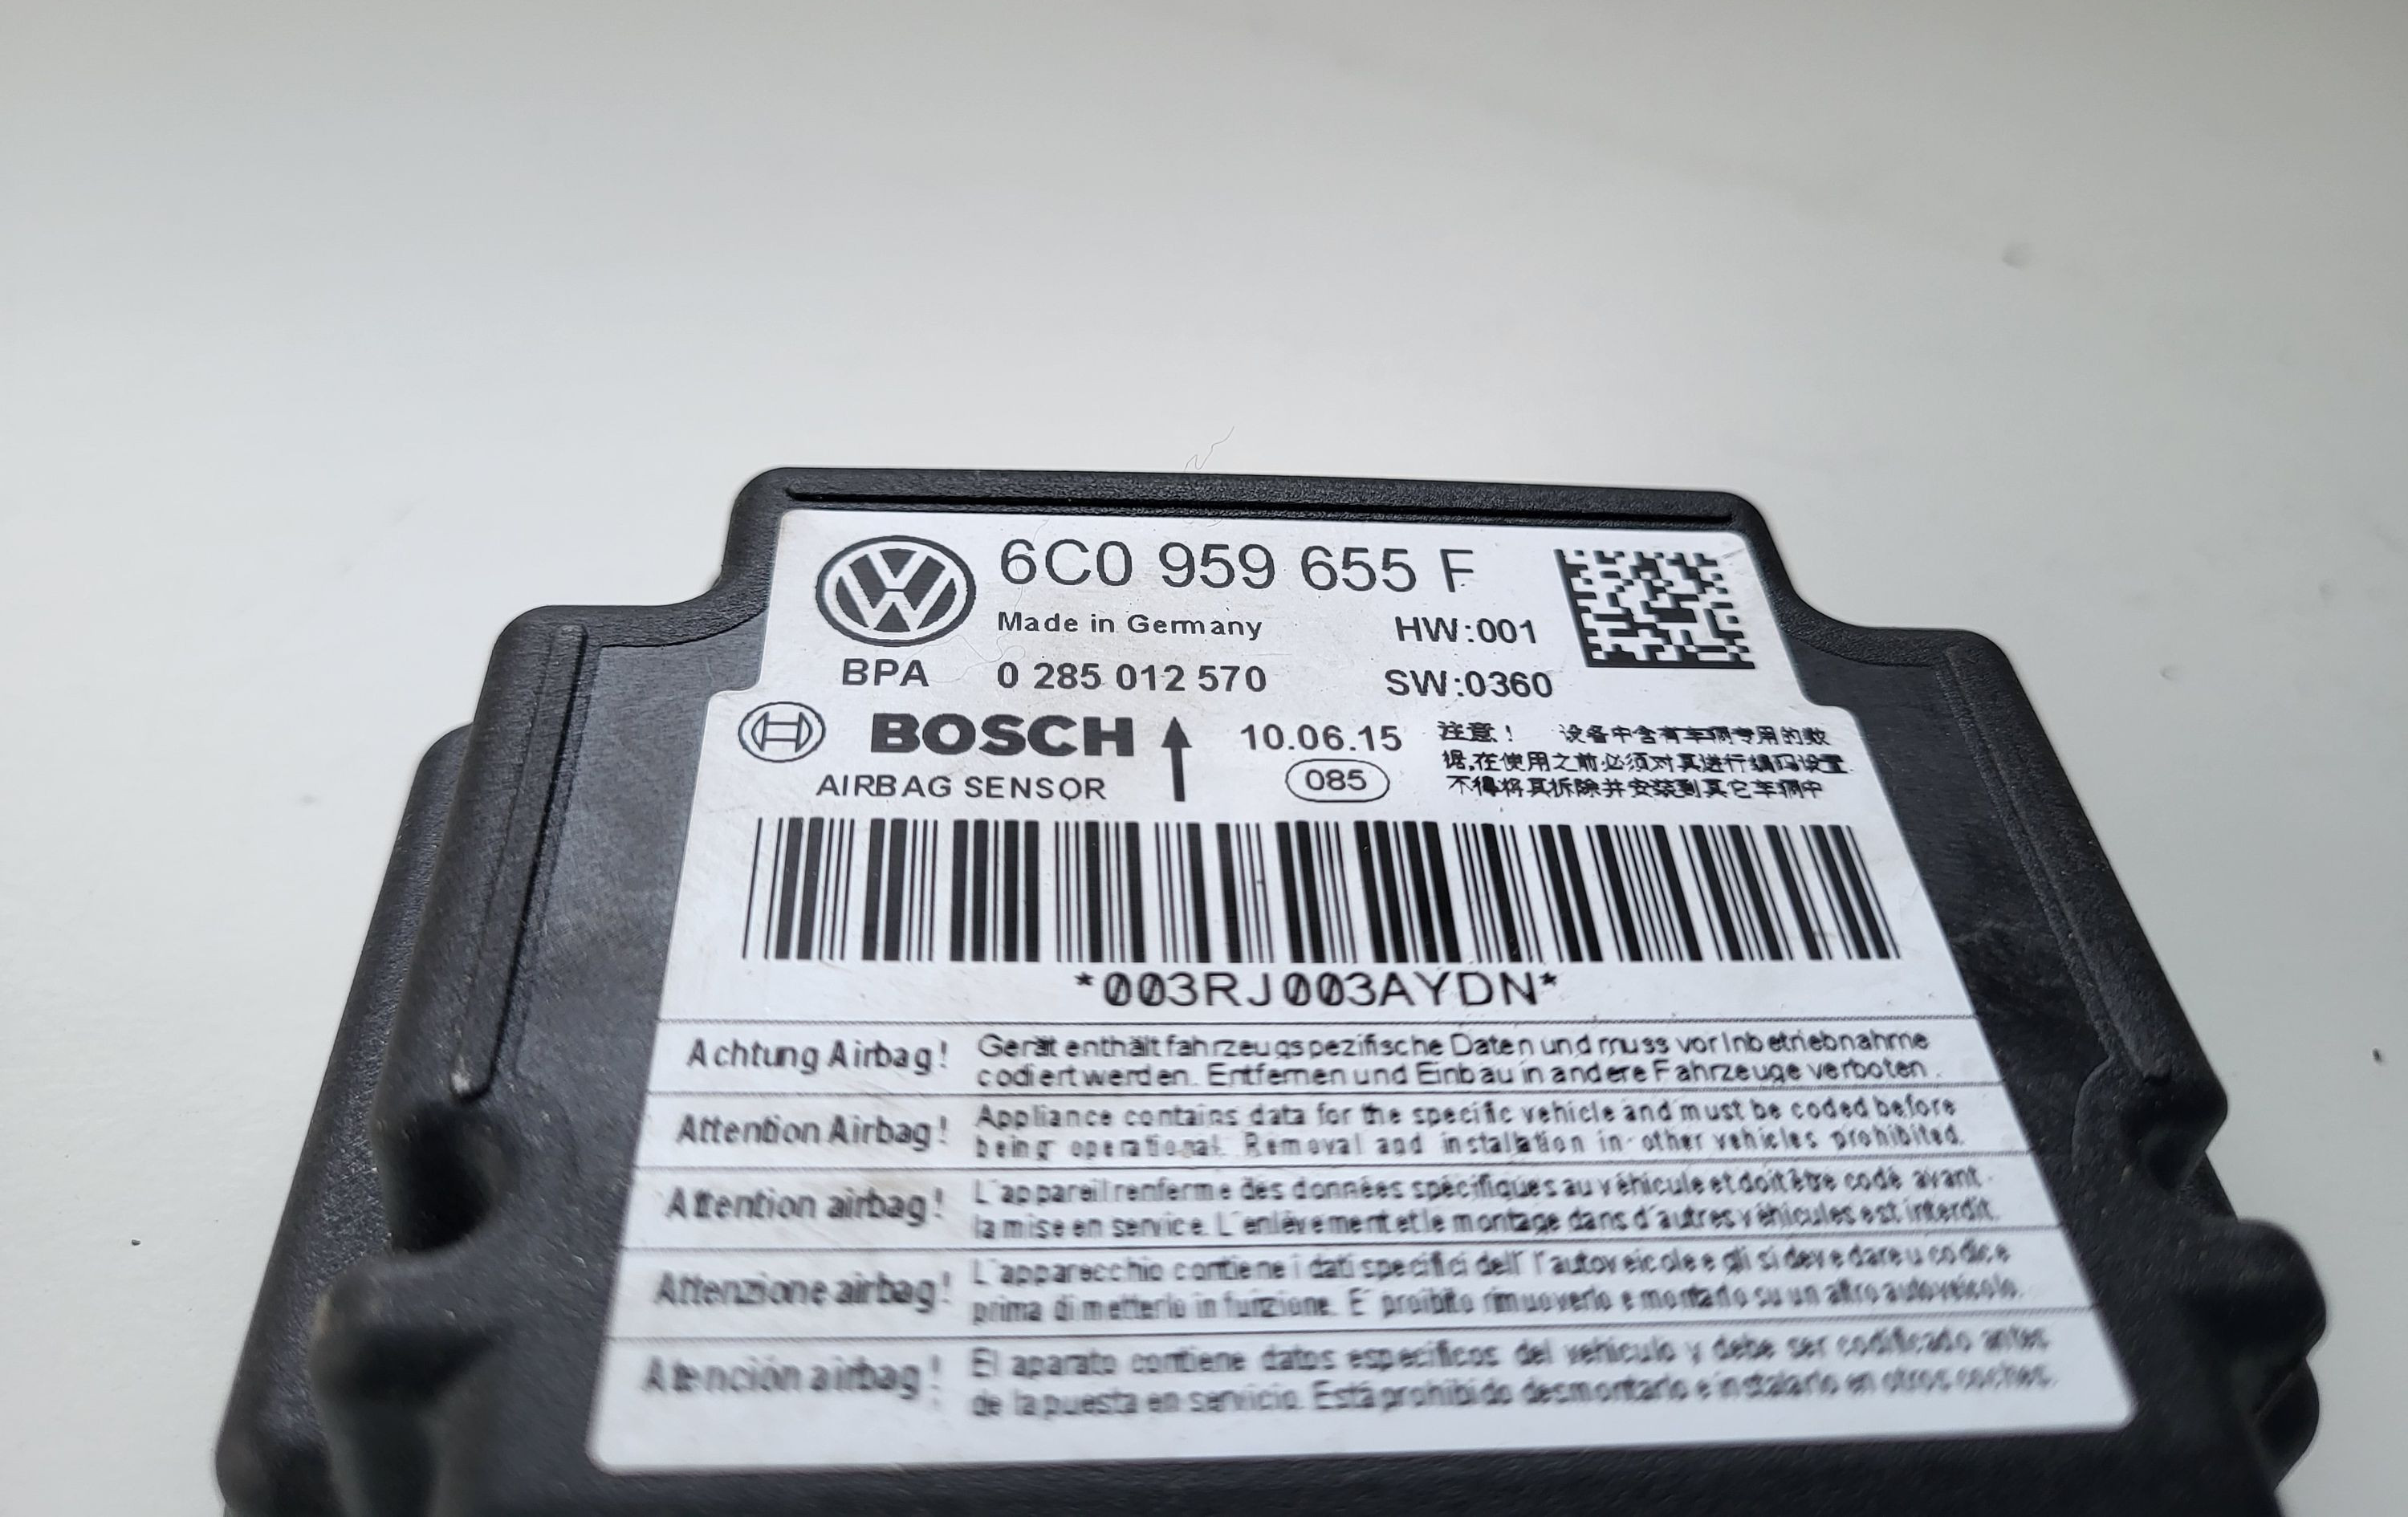 6C0 959 655 F
Made in Germany HW:001
BPA 0 285 012 570 SW:0360
BOSCH 10.06.15
AIRBAG SENSOR 085
注意！ 设备中含有车辆专用的数
据,在使用之前必须对其进行编码设置
不得将其拆除并安装到其它车辆中
*003RJ003AYDN*
Achtung Airbag! Gerät enthält fahrzeugspezifische Daten und muss vor Inbetriebnahme
codiert werden. Entfernen und Einbau in andere Fahrzeuge verboten.
Attention Airbag! Appliance contains data for the specific vehicle and must be coded before
being operational. Removal and installation in other vehicles prohibited.
Attention airbag! L´appareil renferme des données spécifiques au véhicule et doit être codé avant
la mise en service. L´enlèvement et le montage dans d´autres véhicules est interdit.
Attenzione airbag! L´apparecchio contiene i dati specifici dell´ l´autoveicolo e gli si deve dare u codice
prima di metterlo in funzione. E´ proibito rimuoverlo e montarlo su un altro autoveicolo.
Atención airbag! El aparato contiene datos específicos del vehículo y debe ser codificado antes
de la puesta en servicio. Está prohibido desmontarlo e instalarlo en otros coches.